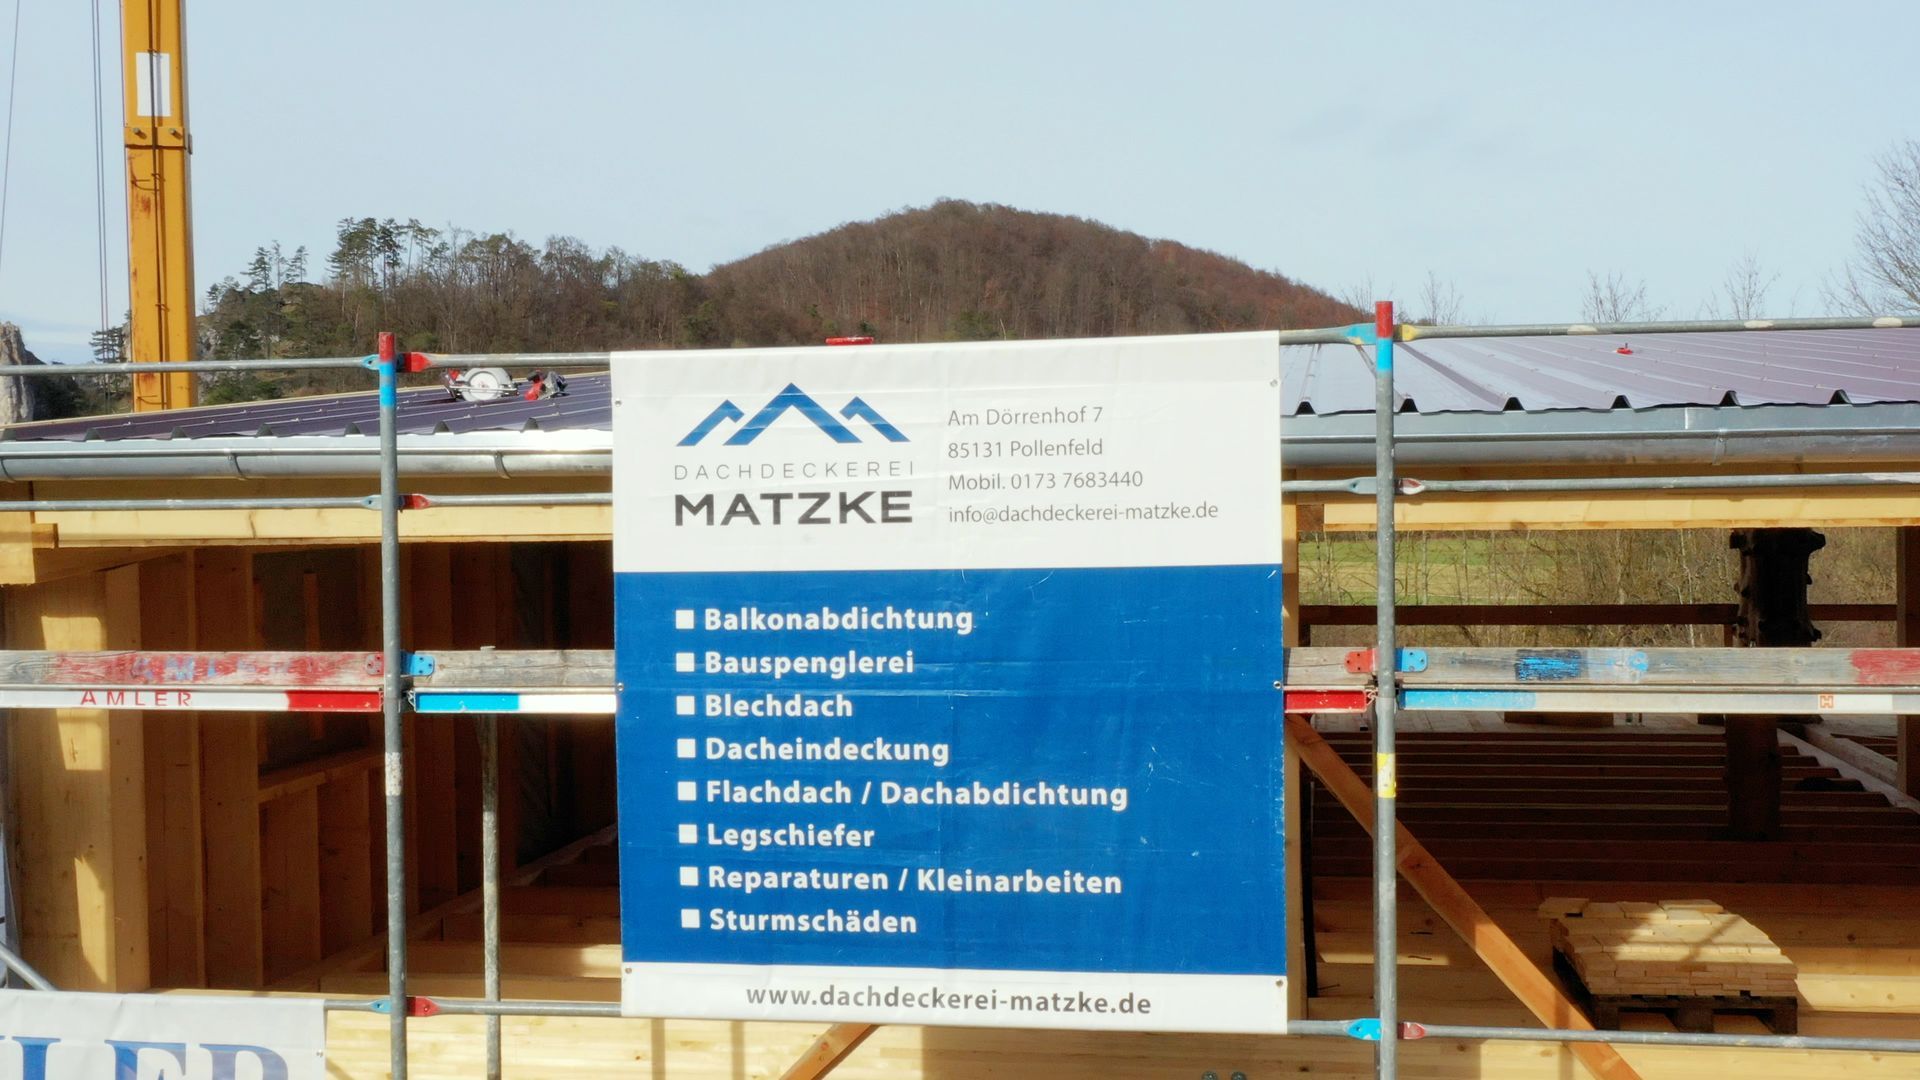 DACHDECKEREI
MATZKE
Am Dörrenhof 7
85131 Pollenfeld
Mobil. 0173 7683440
info@dachdeckerei-matzke.de
■ Balkonabdichtung
■ Bauspenglerei
■ Blechdach
■ Dacheindeckung
■ Flachdach / Dachabdichtung
■ Legschiefer
■ Reparaturen / Kleinarbeiten
■ Sturmschäden
www.dachdeckerei-matzke.de
AMLER